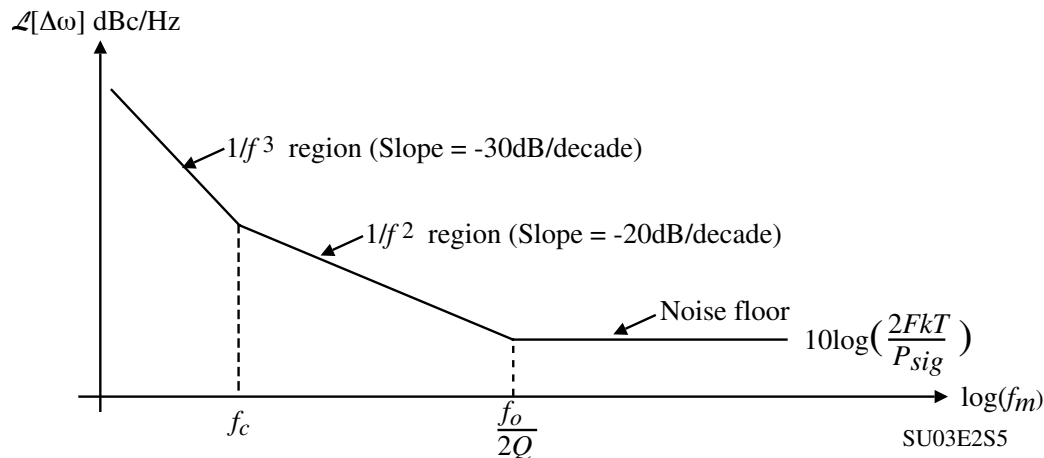 ℒ[Δω] dBc/Hz
1/f³ region (Slope = -30dB/decade)
1/f² region (Slope = -20dB/decade)
Noise floor
10log(2FkT/P_sig)
f_c
f_o/2Q
log(f_m)
SU03E2S5